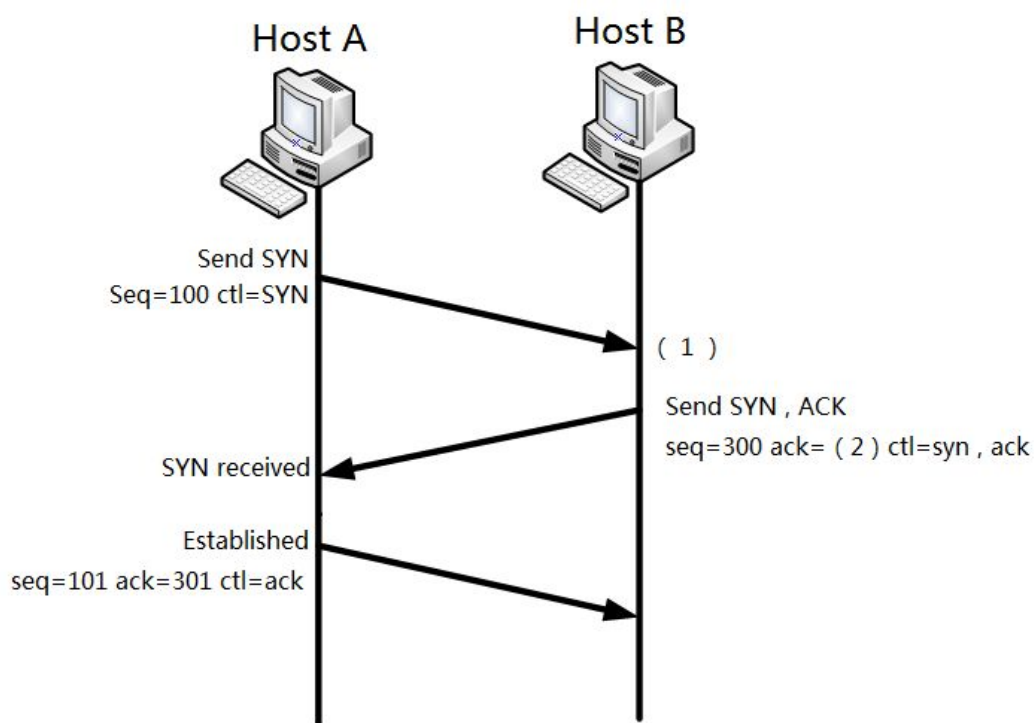 Host A
Host B
Send SYN
Seq=100 ctl=SYN
( 1 )
Send SYN , ACK
seq=300 ack= ( 2 ) ctl=syn , ack
SYN received
Established
seq=101 ack=301 ctl=ack